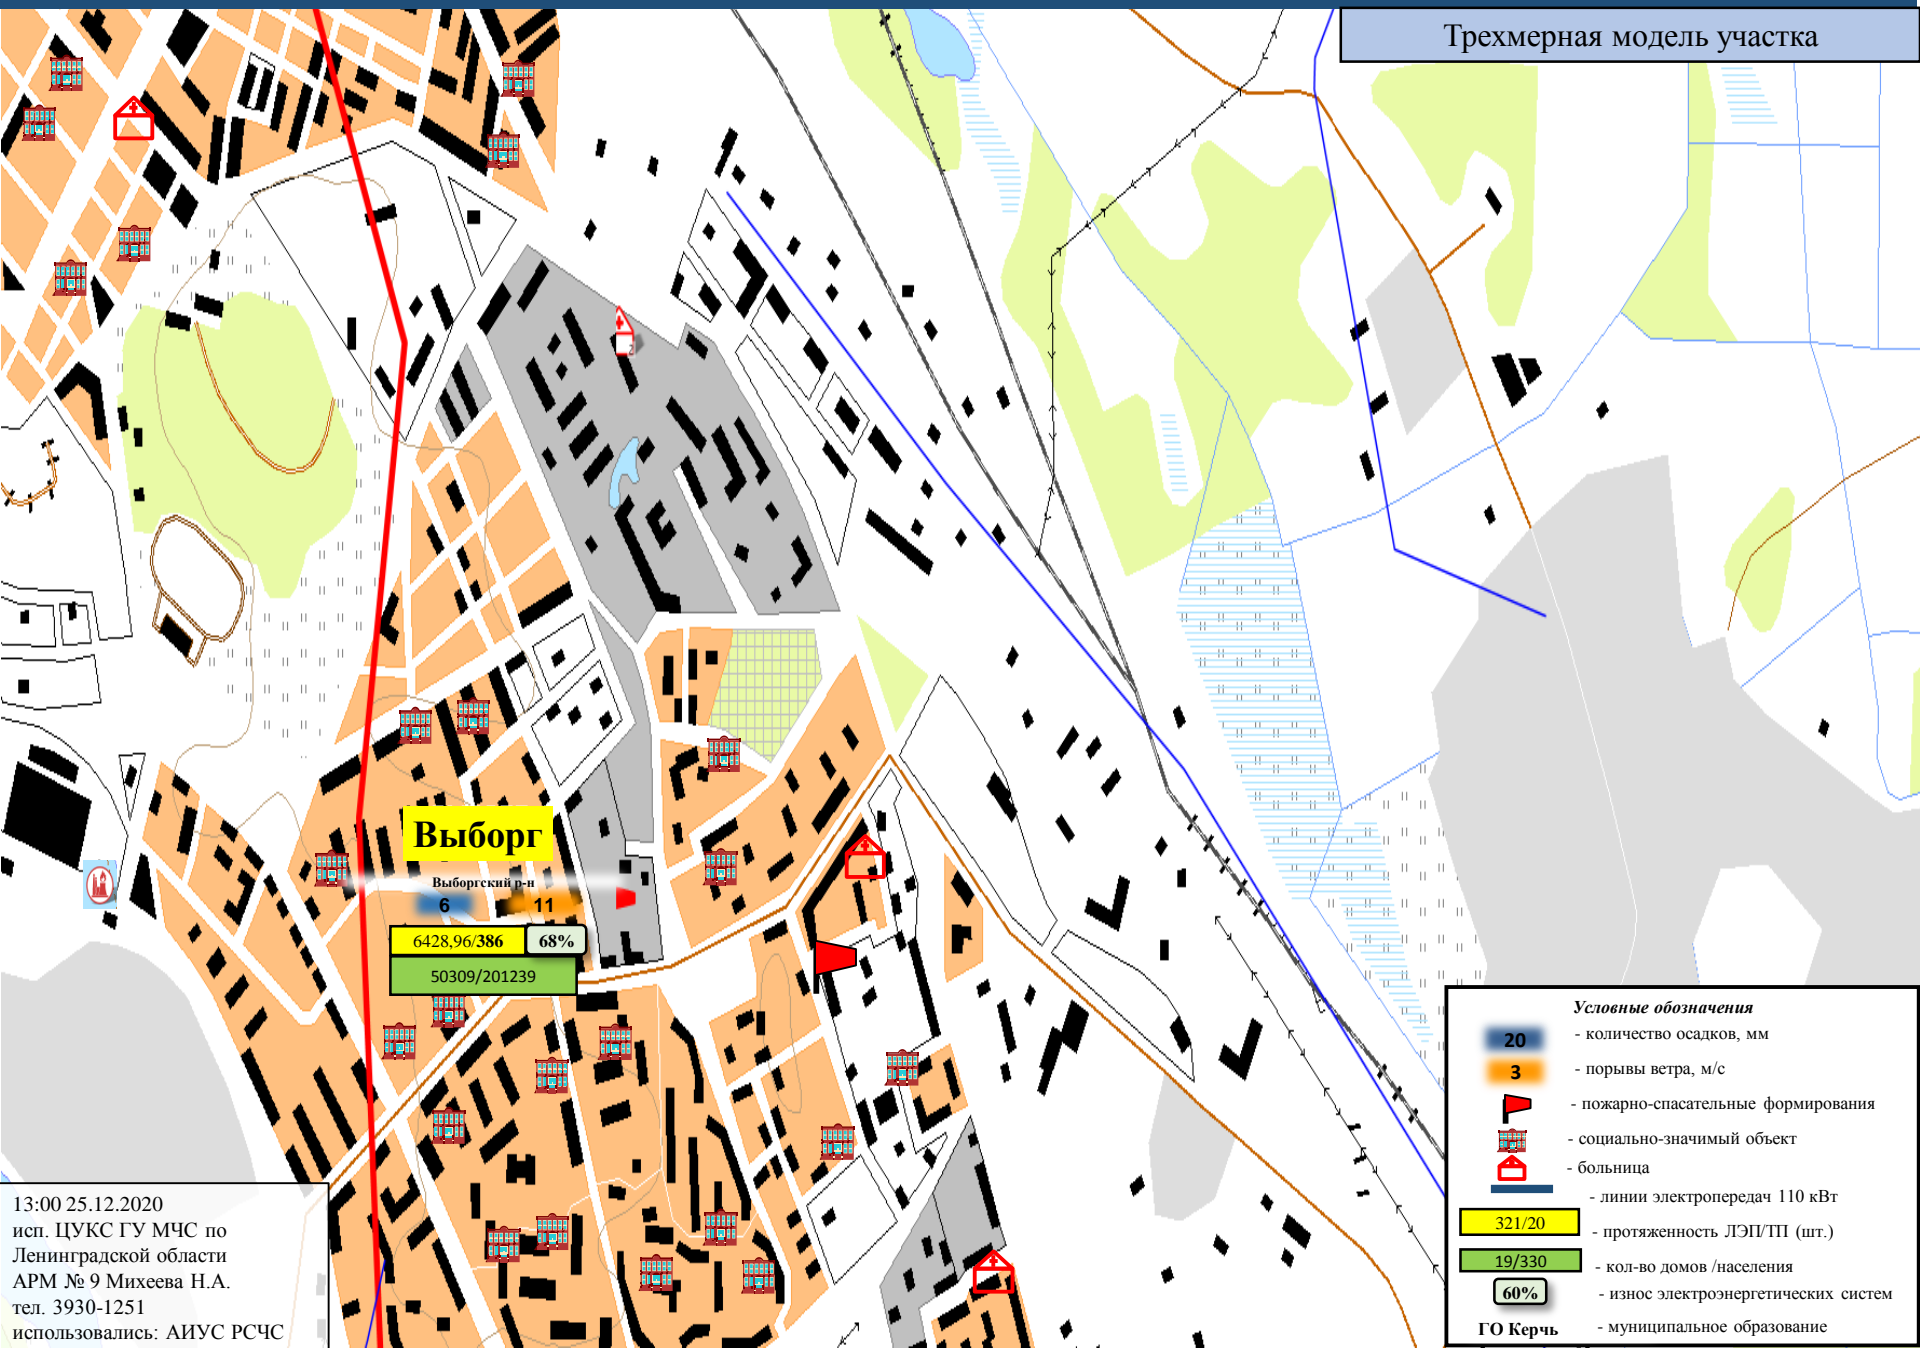 Трехмерная модель участка
Выборг
Выборгский р-н
6
11
6428,96/386
68%
50309/201239
13:00 25.12.2020
исп. ЦУКС ГУ МЧС по
Ленинградской области
АРМ № 9 Михеева Н.А.
тел. 3930-1251
использовались: АИУС РСЧС
Условные обозначения
20 - количество осадков, мм
3 - порывы ветра, м/с
- пожарно-спасательные формирования
- социально-значимый объект
- больница
- линии электропередач 110 кВт
321/20 - протяженность ЛЭП/ТП (шт.)
19/330 - кол-во домов /населения
60% - износ электроэнергетических систем
ГО Керчь - муниципальное образование